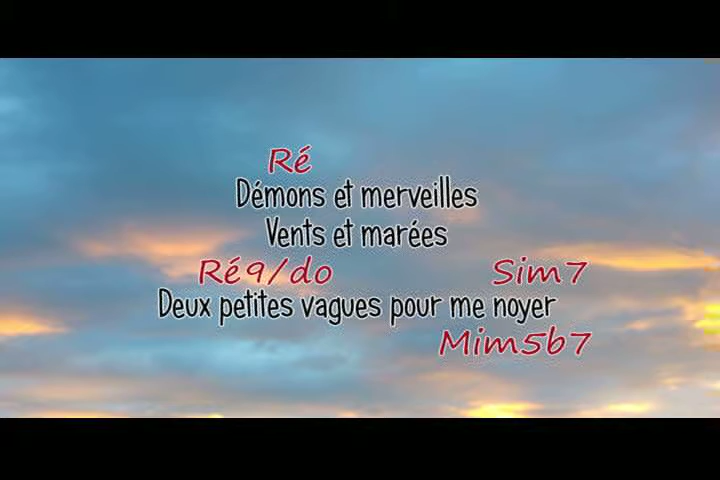 Ré
Démons et merveilles
Vents et marées
Ré9/do Sim7
Deux petites vagues pour me noyer
Mim5b7